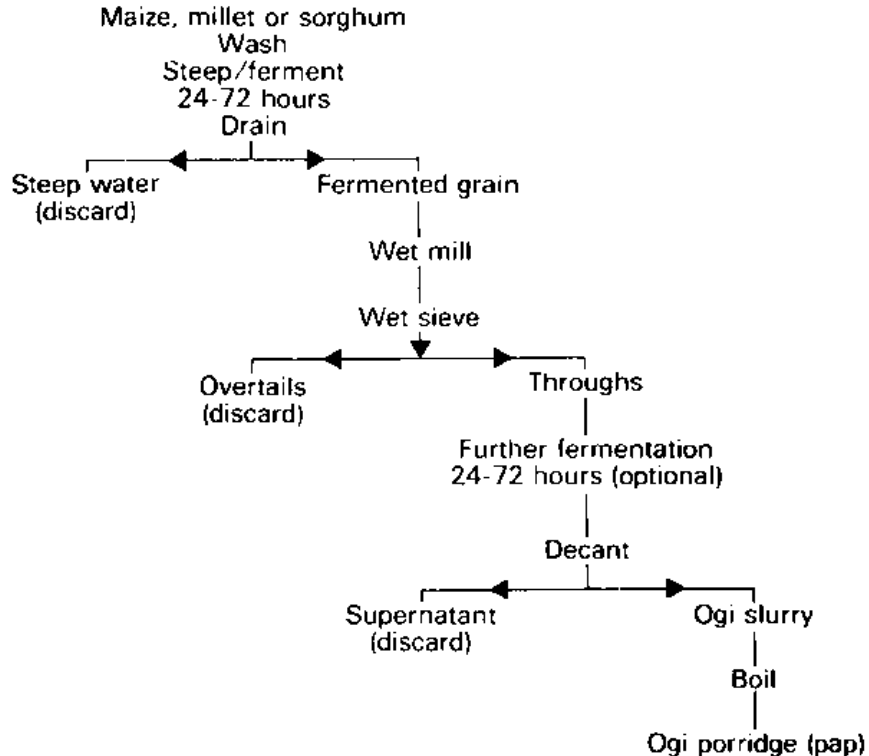 Maize, millet or sorghum
Wash
Steep/ferment
24-72 hours
Drain
Steep water
(discard)
Fermented grain
Wet mill
Wet sieve
Overtails
(discard)
Throughs
Further fermentation
24-72 hours (optional)
Decant
Supernatant
(discard)
Ogi slurry
Boil
Ogi porridge (pap)